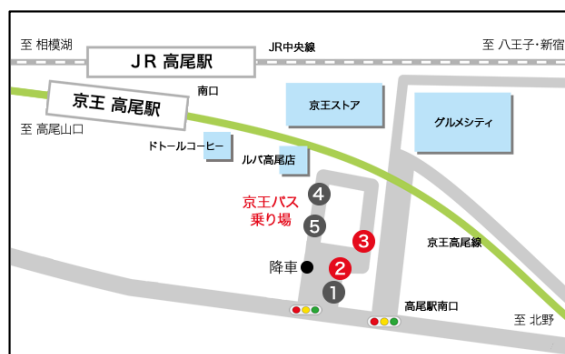 至 相模湖
JR 高尾駅
JR中央線
至 八王子・新宿
京王 高尾駅
南口
京王ストア
グルメシティ
至 高尾山口
ドトールコーヒー
ルパ高尾店
京王バス
乗り場
4
5
3
京王高尾線
降車
2
1
高尾駅南口
至 北野